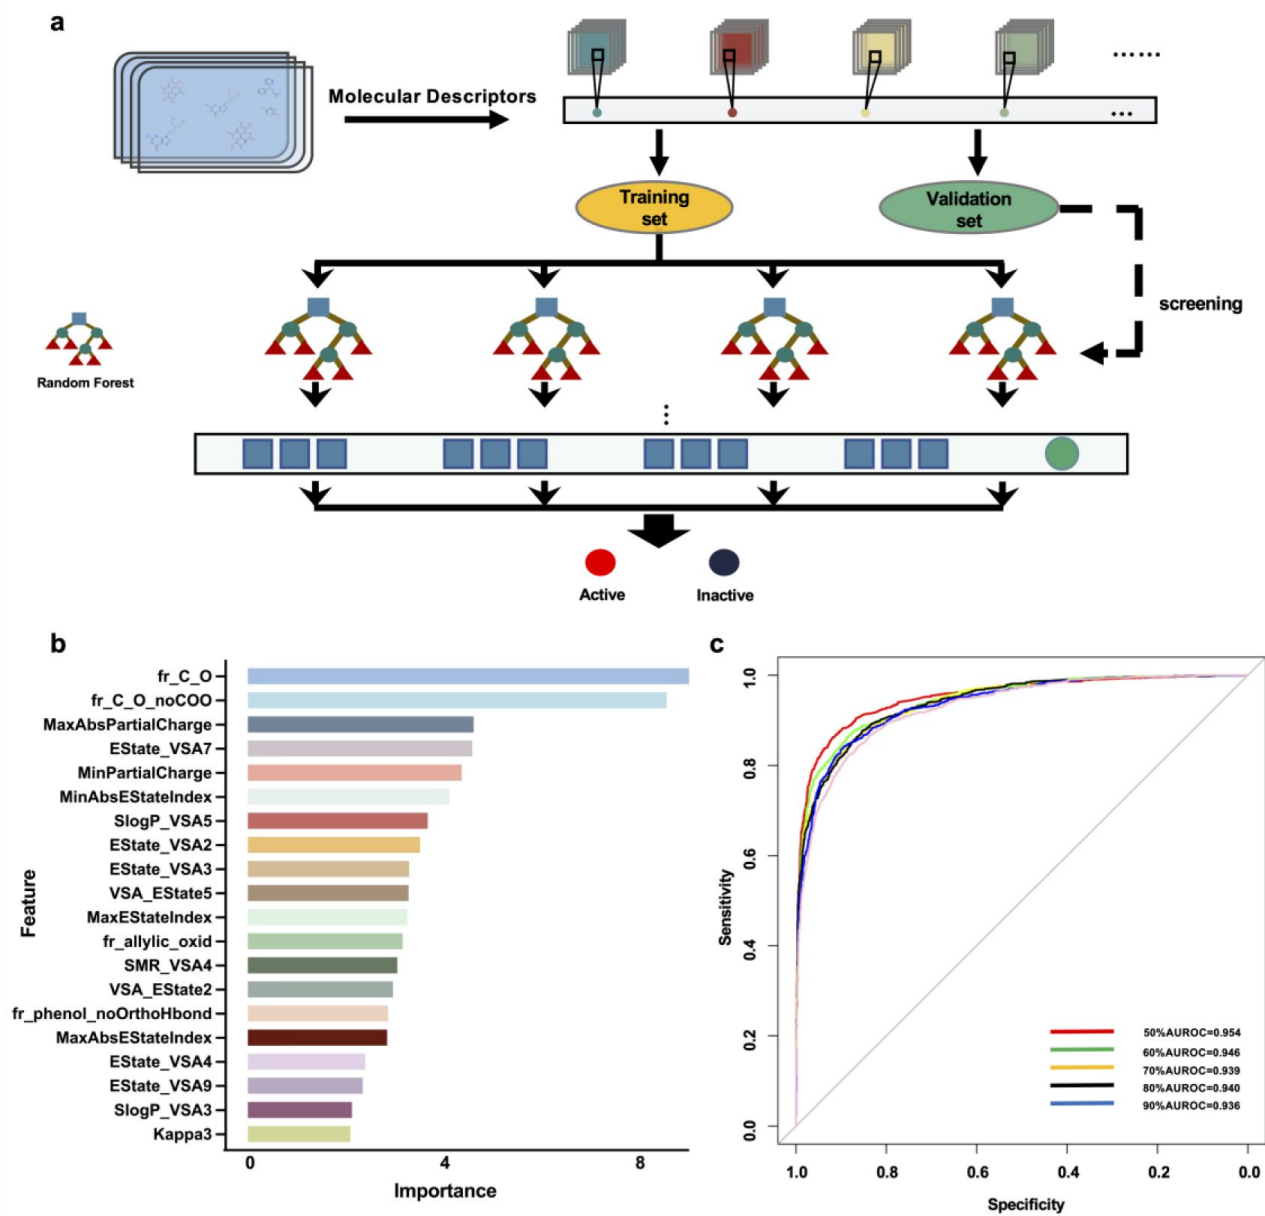 a
Molecular Descriptors
......
...
Training
set
Validation
set
screening
Random Forest
...
Active
Inactive
b
fr_C_O
fr_C_O_noCOO
MaxAbsPartialCharge
EState_VSA7
MinPartialCharge
MinAbsEStateIndex
SlogP_VSA5
EState_VSA2
EState_VSA3
VSA_EState5
MaxEStateIndex
fr_allylic_oxid
SMR_VSA4
VSA_EState2
fr_phenol_noOrthoHbond
MaxAbsEStateIndex
EState_VSA4
EState_VSA9
SlogP_VSA3
Kappa3
Feature
0 4 8
Importance
c
1.0
0.8
0.6
0.4
0.2
0.0
Sensitivity
50%AUROC=0.954
60%AUROC=0.946
70%AUROC=0.939
80%AUROC=0.940
90%AUROC=0.936
1.0 0.8 0.6 0.4 0.2 0.0
Specificity